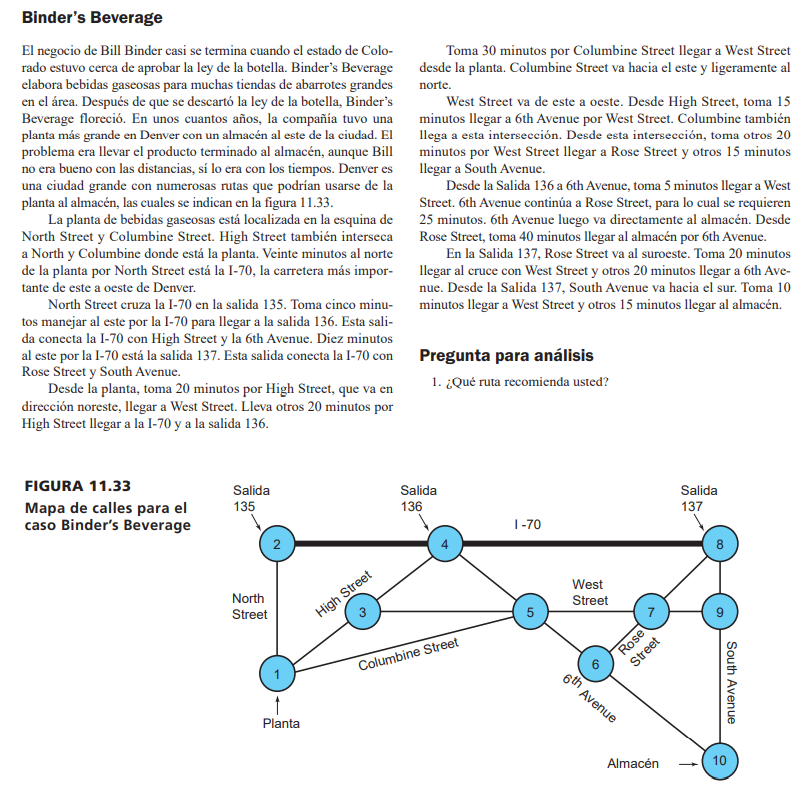 Binder's Beverage
El negocio de Bill Binder casi se termina cuando el estado de Colo-
rado estuvo cerca de aprobar la ley de la botella. Binder's Beverage
elabora bebidas gaseosas para muchas tiendas de abarrotes grandes
en el área. Después de que se descartó la ley de la botella, Binder's
Beverage floreció. En unos cuantos años, la compañía tuvo una
planta más grande en Denver con un almacén al este de la ciudad. El
problema era llevar el producto terminado al almacén, aunque Bill
no era bueno con las distancias, sí lo era con los tiempos. Denver es
una ciudad grande con numerosas rutas que podrían usarse de la
planta al almacén, las cuales se indican en la figura 11.33.
La planta de bebidas gaseosas está localizada en la esquina de
North Street y Columbine Street. High Street también interseca
a North y Columbine donde está la planta. Veinte minutos al norte
de la planta por North Street está la I-70, la carretera más impor-
tante de este a oeste de Denver.
North Street cruza la I-70 en la salida 135. Toma cinco minu-
tos manejar al este por la I-70 para llegar a la salida 136. Esta sali-
da conecta la I-70 con High Street y la 6th Avenue. Diez minutos
al este por la I-70 está la salida 137. Esta salida conecta la I-70 con
Rose Street y South Avenue.
Desde la planta, toma 20 minutos por High Street, que va en
dirección noreste, llegar a West Street. Lleva otros 20 minutos por
High Street llegar a la I-70 y a la salida 136.
Toma 30 minutos por Columbine Street llegar a West Street
desde la planta. Columbine Street va hacia el este y ligeramente al
norte.
West Street va de este a oeste. Desde High Street, toma 15
minutos llegar a 6th Avenue por West Street. Columbine también
llega a esta intersección. Desde esta intersección, toma otros 20
minutos por West Street llegar a Rose Street y otros 15 minutos
llegar a South Avenue.
Desde la Salida 136 a 6th Avenue, toma 5 minutos llegar a West
Street. 6th Avenue continúa a Rose Street, para lo cual se requieren
25 minutos. 6th Avenue luego va directamente al almacén. Desde
Rose Street, toma 40 minutos llegar al almacén por 6th Avenue.
En la Salida 137, Rose Street va al suroeste. Toma 20 minutos
llegar al cruce con West Street y otros 20 minutos llegar a 6th Ave-
nue. Desde la Salida 137, South Avenue va hacia el sur. Toma 10
minutos llegar a West Street y otros 15 minutos llegar al almacén.
Pregunta para análisis
1. ¿Qué ruta recomienda usted?
FIGURA 11.33
Mapa de calles para el
caso Binder's Beverage
Salida
135
Salida
136
Salida
137
I -70
2
4
8
North
Street
High Street
3
5
West
Street
7
9
Columbine Street
1
6
Rose
Street
6th Avenue
South Avenue
Planta
Almacén
10